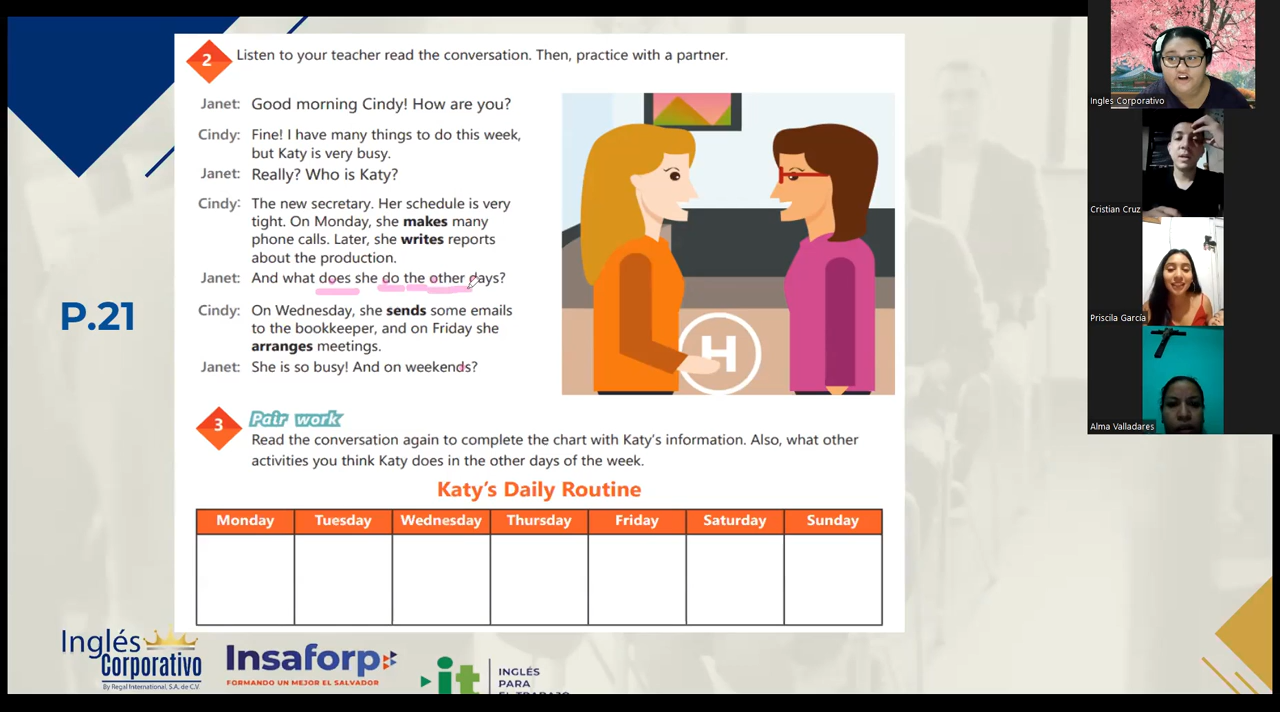 2 Listen to your teacher read the conversation. Then, practice with a partner.
Janet: Good morning Cindy! How are you?
Cindy: Fine! I have many things to do this week,
but Katy is very busy.
Janet: Really? Who is Katy?
Cindy: The new secretary. Her schedule is very
tight. On Monday, she makes many
phone calls. Later, she writes reports
about the production.
Janet: And what does she do the other days?
Cindy: On Wednesday, she sends some emails
to the bookkeeper, and on Friday she
arranges meetings.
Janet: She is so busy! And on weekends?
H
P.21
3 Pair work
Read the conversation again to complete the chart with Katy's information. Also, what other
activities you think Katy does in the other days of the week.
Katy's Daily Routine
Monday Tuesday Wednesday Thursday Friday Saturday Sunday
Inglés
Corporativo
By Regal International, S.A. de C.V.
Insaforp
FORMANDO UN MEJOR EL SALVADOR
it
INGLÉS
PARA
EL TRABAJO
Ingles Corporativo
Cristian Cruz
Priscila García
Alma Valladares